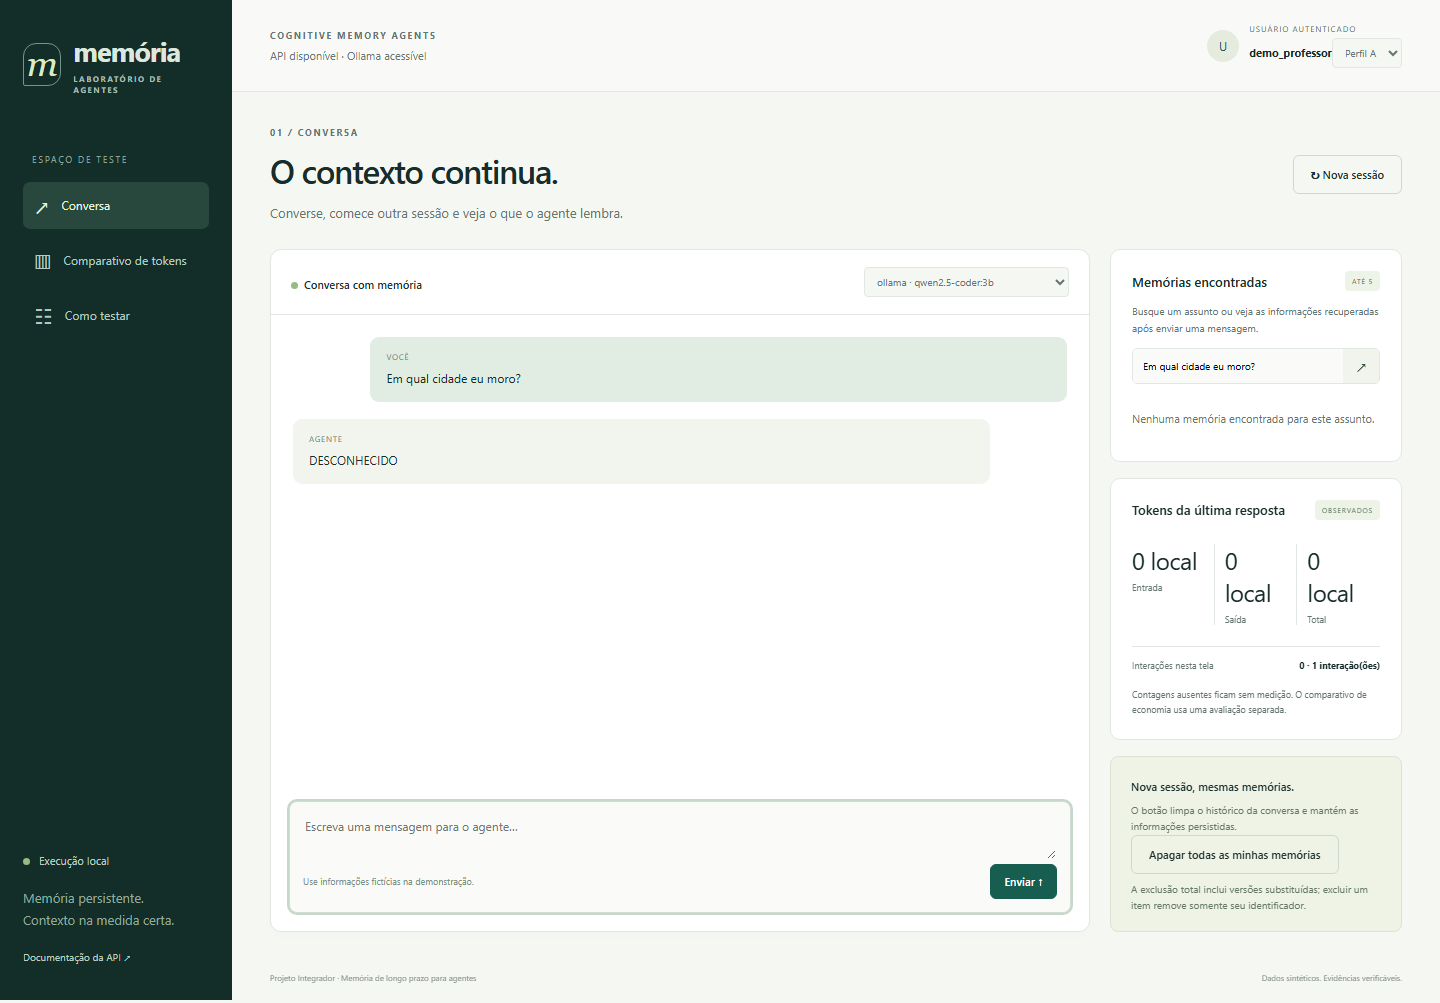 m
memória
LABORATÓRIO DE
AGENTES
ESPAÇO DE TESTE
↗ Conversa
Comparativo de tokens
Como testar
Execução local
Memória persistente.
Contexto na medida certa.
Documentação da API ↗
COGNITIVE MEMORY AGENTS
API disponível · Ollama acessível
U
USUÁRIO AUTENTICADO
demo_professor
Perfil A
01 / CONVERSA
O contexto continua.
Converse, comece outra sessão e veja o que o agente lembra.
↻ Nova sessão
Conversa com memória
ollama · qwen2.5-coder:3b
VOCÊ
Em qual cidade eu moro?
AGENTE
DESCONHECIDO
Escreva uma mensagem para o agente...
Use informações fictícias na demonstração.
Enviar ↑
Memórias encontradas
ATÉ 5
Busque um assunto ou veja as informações recuperadas
após enviar uma mensagem.
Em qual cidade eu moro?
↗
Nenhuma memória encontrada para este assunto.
Tokens da última resposta
OBSERVADOS
0 local
Entrada
0
local
Saída
0
local
Total
Interações nesta tela
0 · 1 interação(ões)
Contagens ausentes ficam sem medição. O comparativo de
economia usa uma avaliação separada.
Nova sessão, mesmas memórias.
O botão limpa o histórico da conversa e mantém as
informações persistidas.
Apagar todas as minhas memórias
A exclusão total inclui versões substituídas; excluir um
item remove somente seu identificador.
Projeto Integrador · Memória de longo prazo para agentes
Dados sintéticos. Evidências verificáveis.